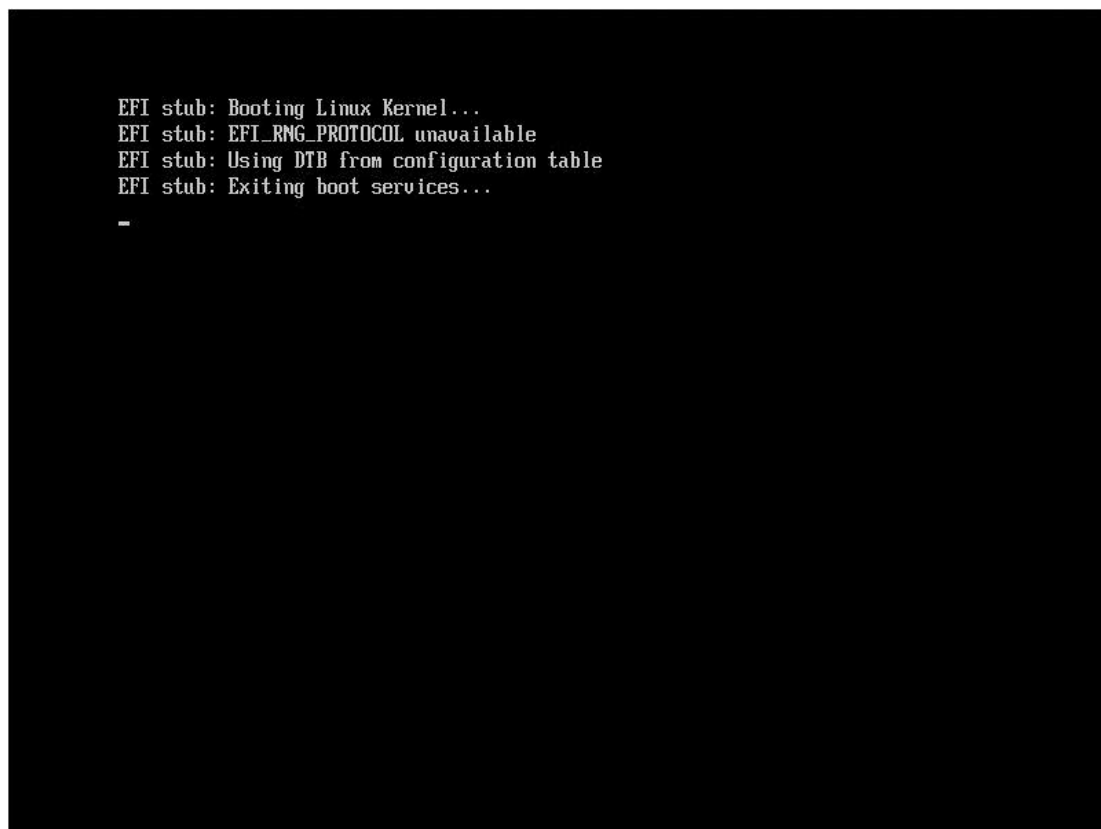 EFI stub: Booting Linux Kernel...
EFI stub: EFI_RNG_PROTOCOL unavailable
EFI stub: Using DTB from configuration table
EFI stub: Exiting boot services...